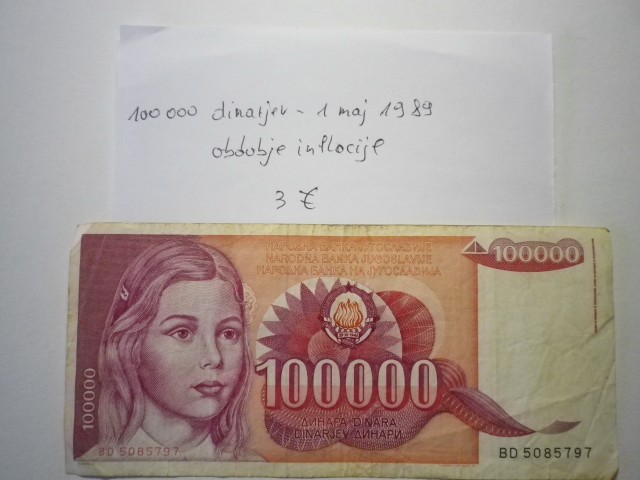 100 000 dinarjev - 1 maj 1989
obdobje inflacije
3 €
НАРОДНА БАНКА ЈУГОСЛАВИЈЕ
NARODNA BANKA JUGOSLAVIJE
НАРОДНА БАНКА НА ЈУГОСЛАВИЈА
100000
100000
100000
ДИНАРА DINARA
DINARJEV ДИНАРИ
BD 5085797
BD 5085797